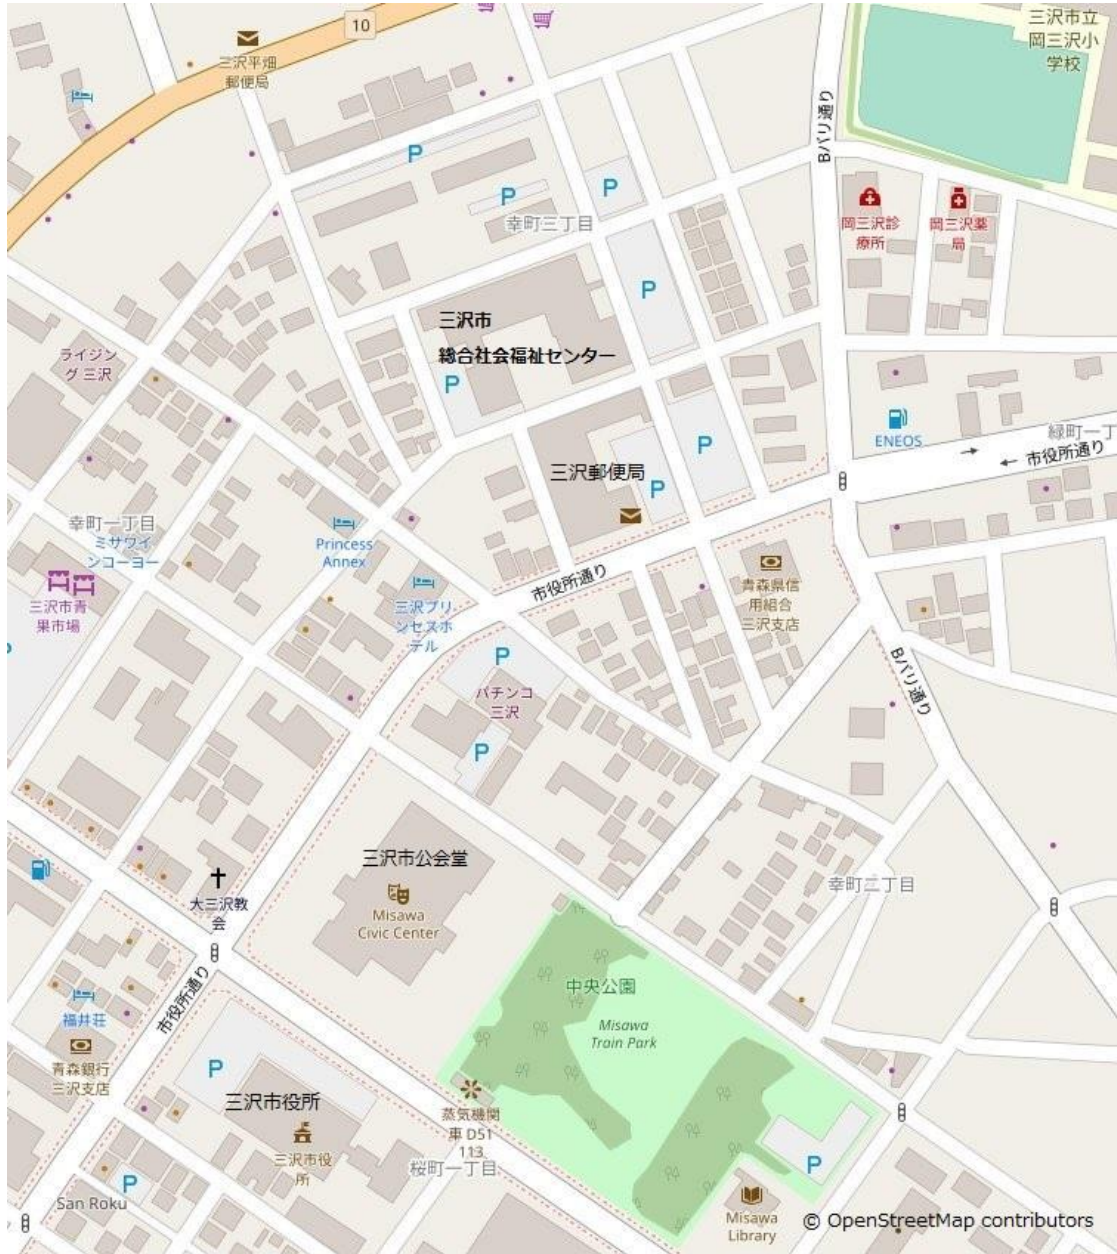 10
三沢平畑
郵便局
三沢市立
岡三沢小
学校
Bバリ通り
P
P
P
岡三沢診
療所
岡三沢薬
局
幸町三丁目
P
三沢市
総合社会福祉センター
P
ライジン
グ 三沢
ENEOS
緑町一丁
市役所通り
P
三沢郵便局
P
幸町一丁目
ミサワイ
ンコーヨー
Princess
Annex
三沢市青
果市場
三沢プリ
ンセスホ
テル
市役所通り
青森県信
用組合
三沢支店
P
Bバリ通り
パチンコ
三沢
P
三沢市公会堂
Misawa
Civic Center
大三沢教
会
幸町二丁目
中央公園
Misawa
Train Park
市役所通り
福井荘
青森銀行
三沢支店
P
三沢市役所
蒸気機関
車 D51
113
三沢市役
所
桜町一丁目
P
P
San Roku
Misawa
Library
© OpenStreetMap contributors